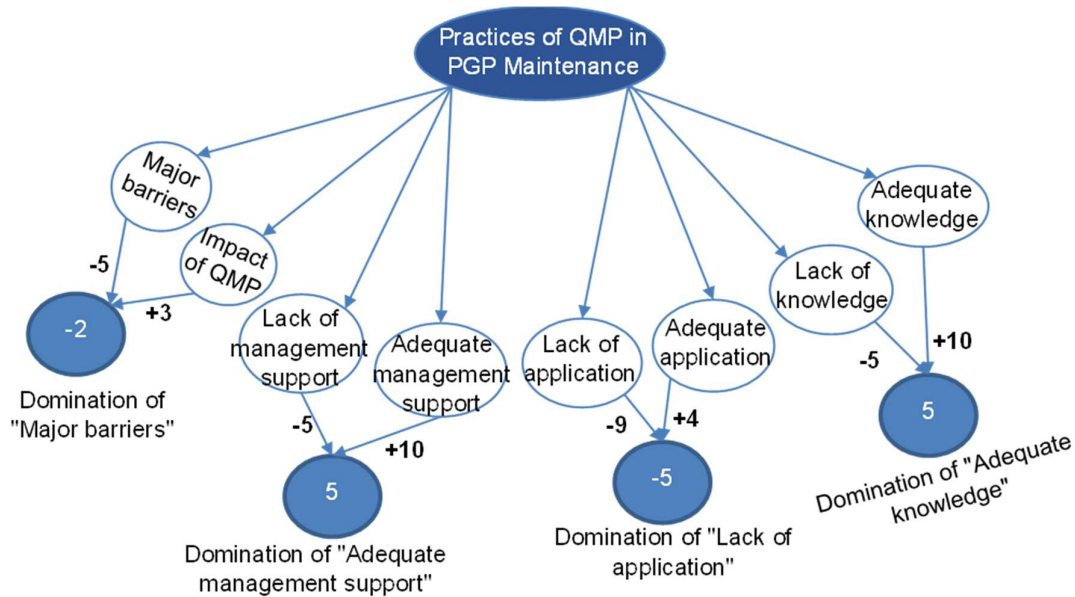 Practices of QMP in
PGP Maintenance
Major
barriers
Impact
of QMP
Lack of
management
support
Adequate
management
support
Lack of
application
Adequate
application
Lack of
knowledge
Adequate
knowledge
-5
+3
-2
Domination of
"Major barriers"
-5
+10
5
Domination of "Adequate
management support"
-9
+4
-5
Domination of "Lack of
application"
-5
+10
5
Domination of "Adequate
knowledge"